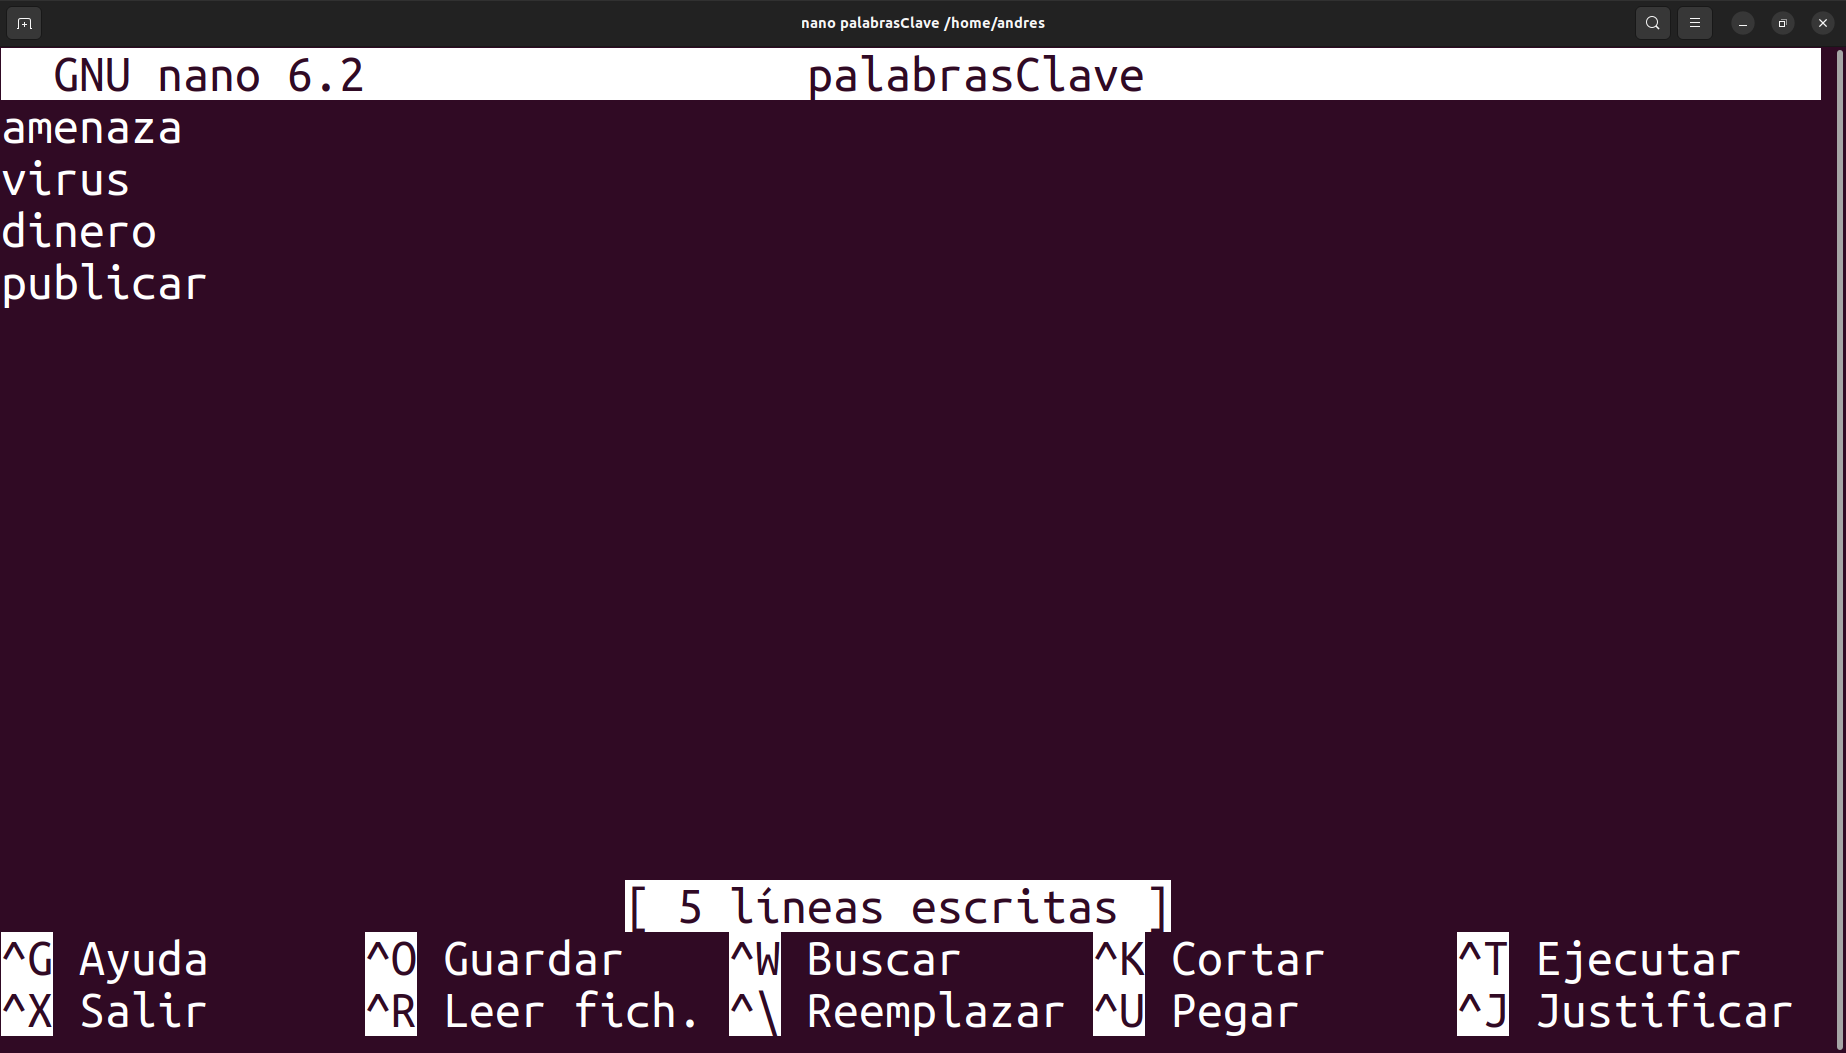 nano palabrasClave /home/andres
GNU nano 6.2 palabrasClave
amenaza
virus
dinero
publicar
[ 5 líneas escritas ]
^G Ayuda ^O Guardar ^W Buscar ^K Cortar ^T Ejecutar
^X Salir ^R Leer fich. ^\ Reemplazar ^U Pegar ^J Justificar